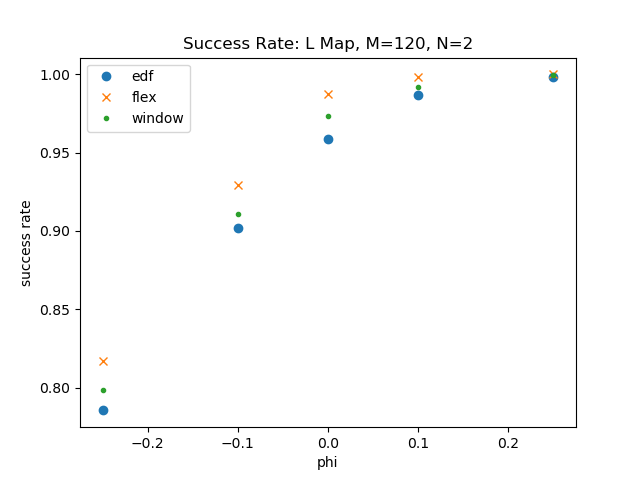 Success Rate: L Map, M=120, N=2
edf
flex
window
1.00
0.95
0.90
0.85
0.80
success rate
−0.2
−0.1
0.0
0.1
0.2
phi